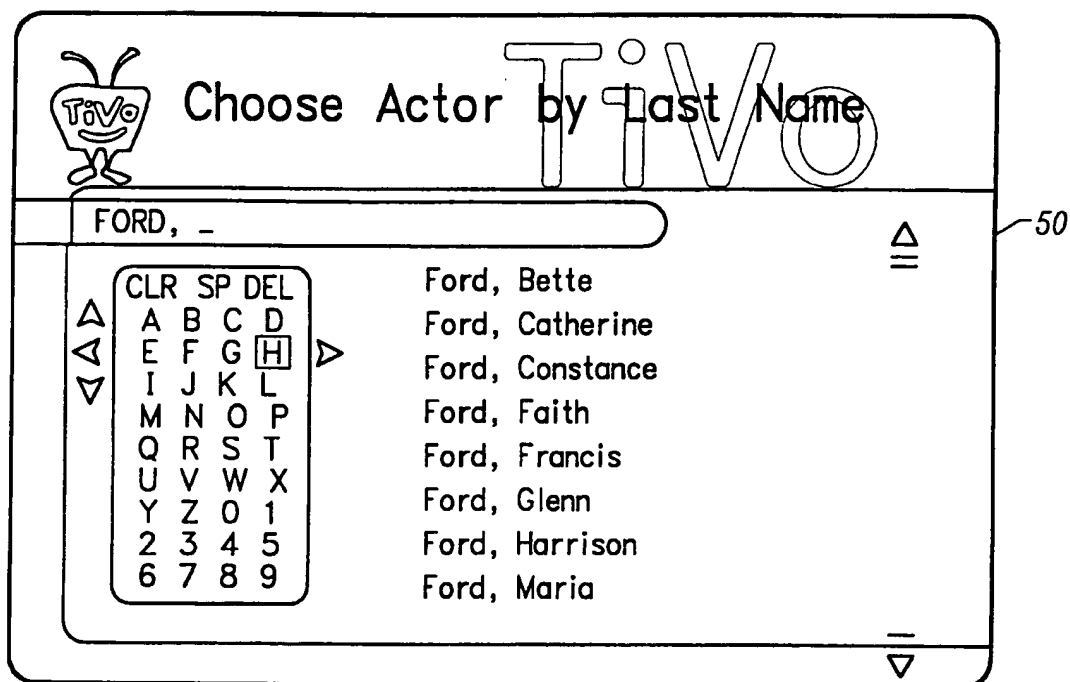 TiVo
TiVo
Choose Actor by Last Name
FORD, _
50
CLR SP DEL
A B C D
E F G H
I J K L
M N O P
Q R S T
U V W X
Y Z 0 1
2 3 4 5
6 7 8 9
Ford, Bette
Ford, Catherine
Ford, Constance
Ford, Faith
Ford, Francis
Ford, Glenn
Ford, Harrison
Ford, Maria